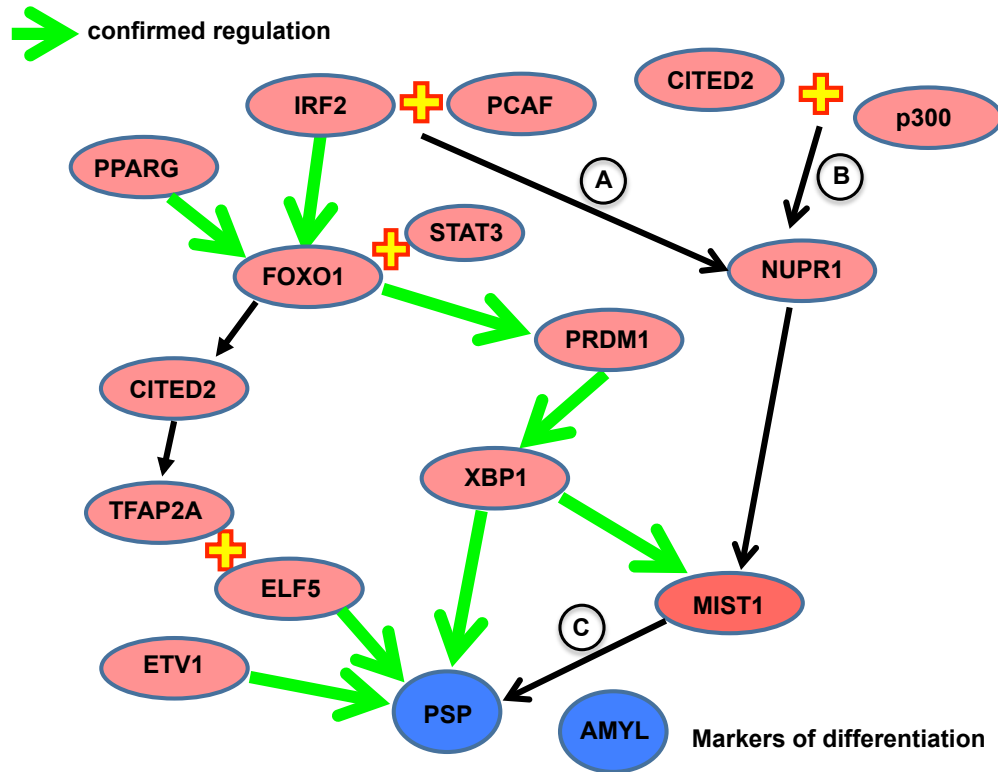 confirmed regulation
CITED2
IRF2
PCAF
p300
PPARG
A
B
STAT3
FOXO1
NUPR1
PRDM1
CITED2
XBP1
TFAP2A
ELF5
MIST1
C
ETV1
PSP
AMYL
Markers of differentiation